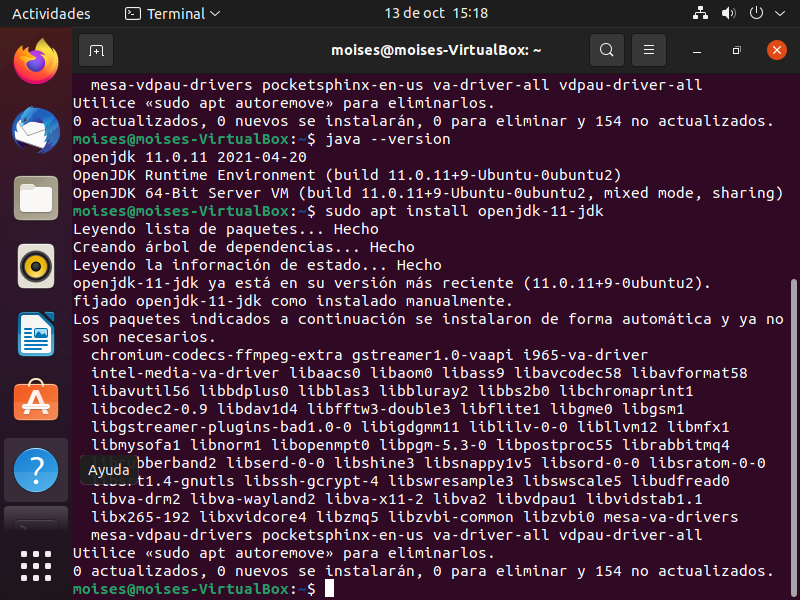 Actividades
Terminal
13 de oct 15:18
moises@moises-VirtualBox: ~
mesa-vdpau-drivers pocketsphinx-en-us va-driver-all vdpau-driver-all
Utilice «sudo apt autoremove» para eliminarlos.
0 actualizados, 0 nuevos se instalarán, 0 para eliminar y 154 no actualizados.
moises@moises-VirtualBox:~$ java --version
openjdk 11.0.11 2021-04-20
OpenJDK Runtime Environment (build 11.0.11+9-Ubuntu-0ubuntu2)
OpenJDK 64-Bit Server VM (build 11.0.11+9-Ubuntu-0ubuntu2, mixed mode, sharing)
moises@moises-VirtualBox:~$ sudo apt install openjdk-11-jdk
Leyendo lista de paquetes... Hecho
Creando árbol de dependencias... Hecho
Leyendo la información de estado... Hecho
openjdk-11-jdk ya está en su versión más reciente (11.0.11+9-0ubuntu2).
fijado openjdk-11-jdk como instalado manualmente.
Los paquetes indicados a continuación se instalaron de forma automática y ya no
son necesarios.
chromium-codecs-ffmpeg-extra gstreamer1.0-vaapi i965-va-driver
intel-media-va-driver libaacs0 libaom0 libass9 libavcodec58 libavformat58
libavutil56 libbdplus0 libblas3 libbluray2 libbs2b0 libchromaprint1
libcodec2-0.9 libdav1d4 libfftw3-double3 libflite1 libgme0 libgsm1
libgstreamer-plugins-bad1.0-0 libigdgmm11 liblilv-0-0 libllvm12 libmfx1
libmysofa1 libnorm1 libopenmpt0 libpgm-5.3-0 libpostproc55 librabbitmq4
libserd-0-0 libshine3 libsnappy1v5 libsord-0-0 libsratom-0-0
Ayuda
libssh-gcrypt-4 libswresample3 libswscale5 libudfread0
libva-drm2 libva-wayland2 libva-x11-2 libva2 libvdpau1 libvidstab1.1
libx265-192 libxvidcore4 libzmq5 libzvbi-common libzvbi0 mesa-va-drivers
mesa-vdpau-drivers pocketsphinx-en-us va-driver-all vdpau-driver-all
Utilice «sudo apt autoremove» para eliminarlos.
0 actualizados, 0 nuevos se instalarán, 0 para eliminar y 154 no actualizados.
moises@moises-VirtualBox:~$